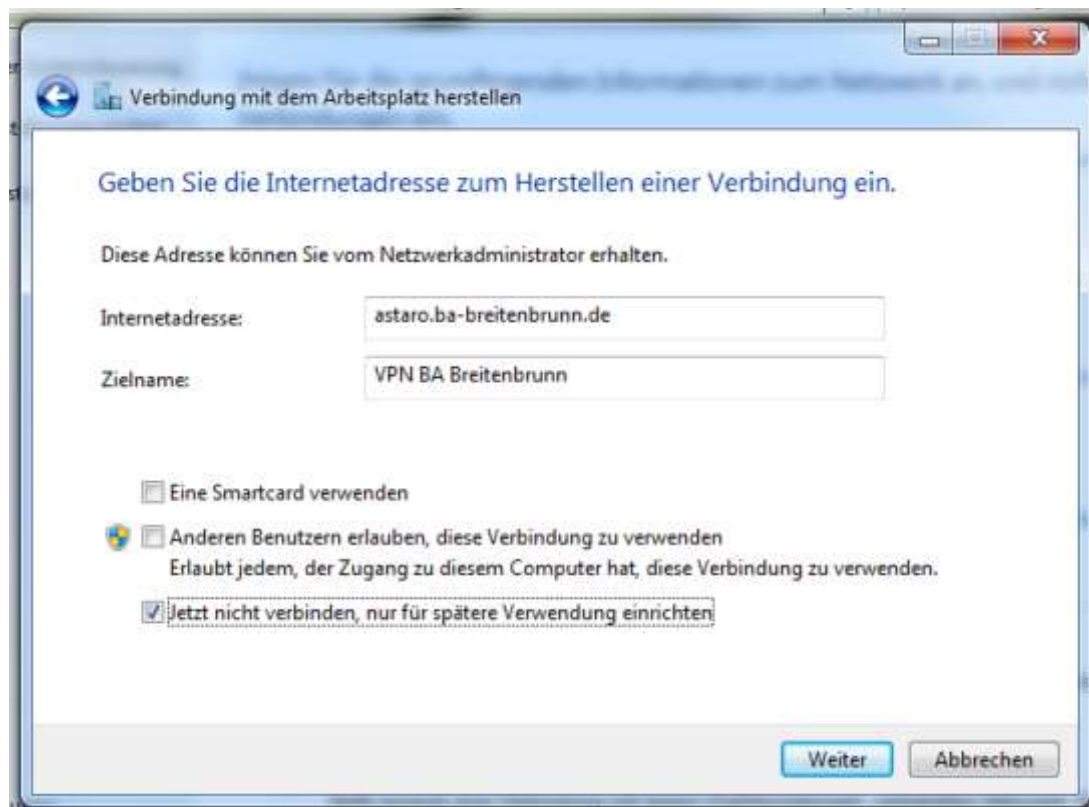 Verbindung mit dem Arbeitsplatz herstellen
Geben Sie die Internetadresse zum Herstellen einer Verbindung ein.
Diese Adresse können Sie vom Netzwerkadministrator erhalten.
Internetadresse: astaro.ba-breitenbrunn.de
Zielname: VPN BA Breitenbrunn
Eine Smartcard verwenden
Anderen Benutzern erlauben, diese Verbindung zu verwenden
Erlaubt jedem, der Zugang zu diesem Computer hat, diese Verbindung zu verwenden.
Jetzt nicht verbinden, nur für spätere Verwendung einrichten
Weiter Abbrechen